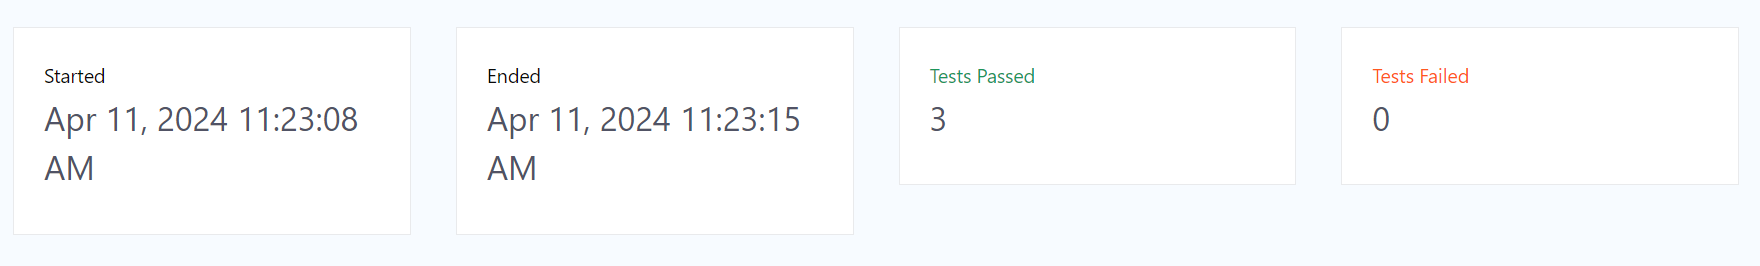 Started
Apr 11, 2024 11:23:08
AM
Ended
Apr 11, 2024 11:23:15
AM
Tests Passed
3
Tests Failed
0